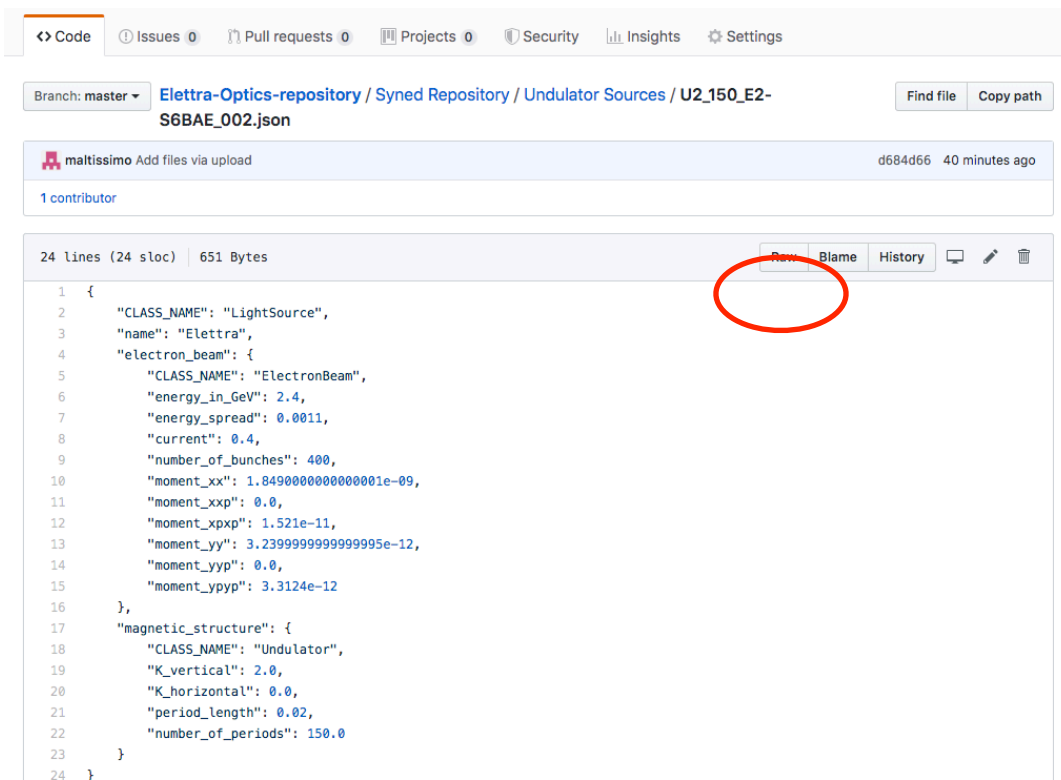 <> Code Issues 0 Pull requests 0 Projects 0 Security Insights Settings
Branch: master Elettra-Optics-repository / Syned Repository / Undulator Sources / U2_150_E2- Find file Copy path
S6BAE_002.json
maltissimo Add files via upload d684d66 40 minutes ago
1 contributor
24 lines (24 sloc) 651 Bytes Raw Blame History
1 {
2 "CLASS_NAME": "LightSource",
3 "name": "Elettra",
4 "electron_beam": {
5 "CLASS_NAME": "ElectronBeam",
6 "energy_in_GeV": 2.4,
7 "energy_spread": 0.0011,
8 "current": 0.4,
9 "number_of_bunches": 400,
10 "moment_xx": 1.8490000000000001e-09,
11 "moment_xxp": 0.0,
12 "moment_xpxp": 1.521e-11,
13 "moment_yy": 3.2399999999999995e-12,
14 "moment_yyp": 0.0,
15 "moment_ypyp": 3.3124e-12
16 },
17 "magnetic_structure": {
18 "CLASS_NAME": "Undulator",
19 "K_vertical": 2.0,
20 "K_horizontal": 0.0,
21 "period_length": 0.02,
22 "number_of_periods": 150.0
23 }
24 }